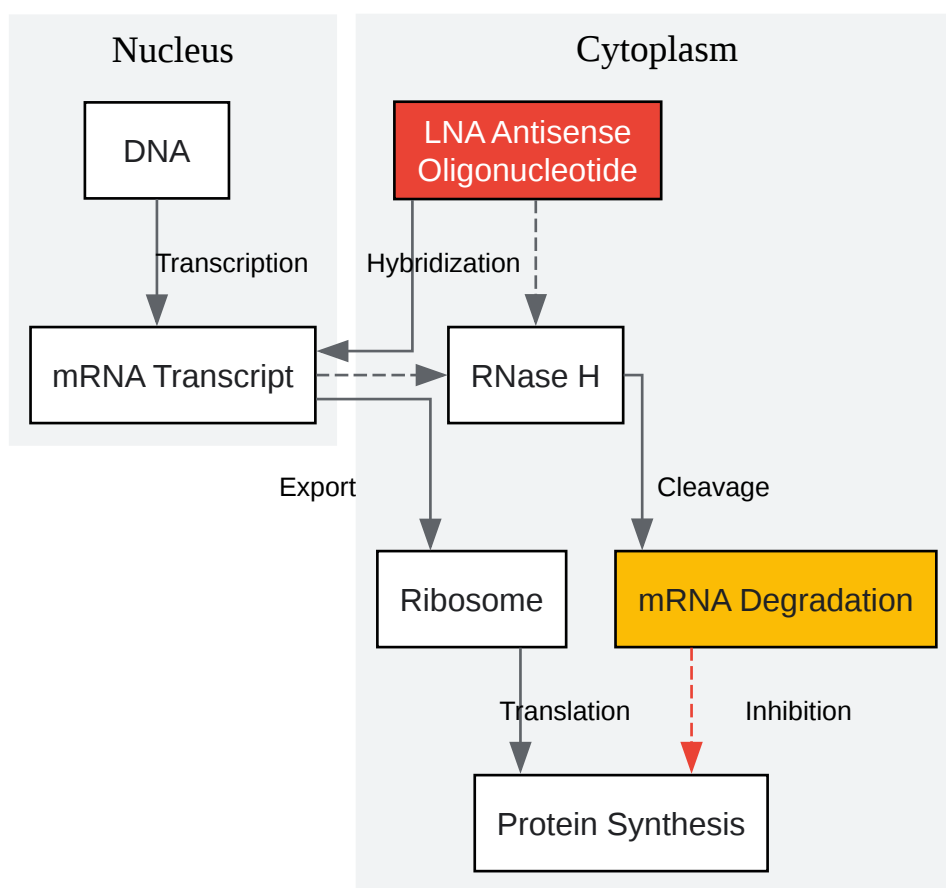 Nucleus
Cytoplasm
DNA
LNA Antisense
Oligonucleotide
Transcription
Hybridization
mRNA Transcript
RNase H
Export
Cleavage
Ribosome
mRNA Degradation
Translation
Inhibition
Protein Synthesis